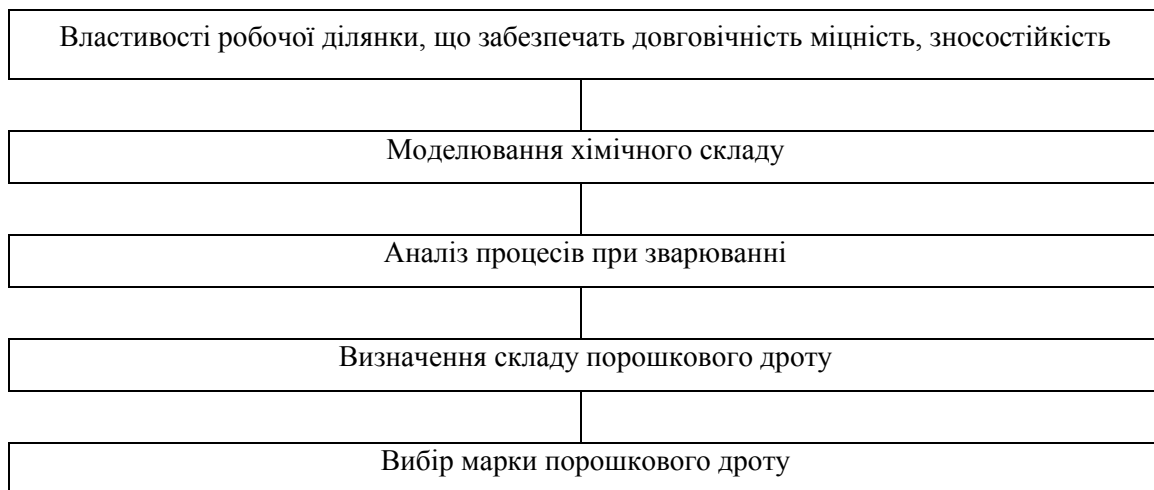 Властивості робочої ділянки, що забезпечать довговічність міцність, зносостійкість
Моделювання хімічного складу
Аналіз процесів при зварюванні
Визначення складу порошкового дроту
Вибір марки порошкового дроту